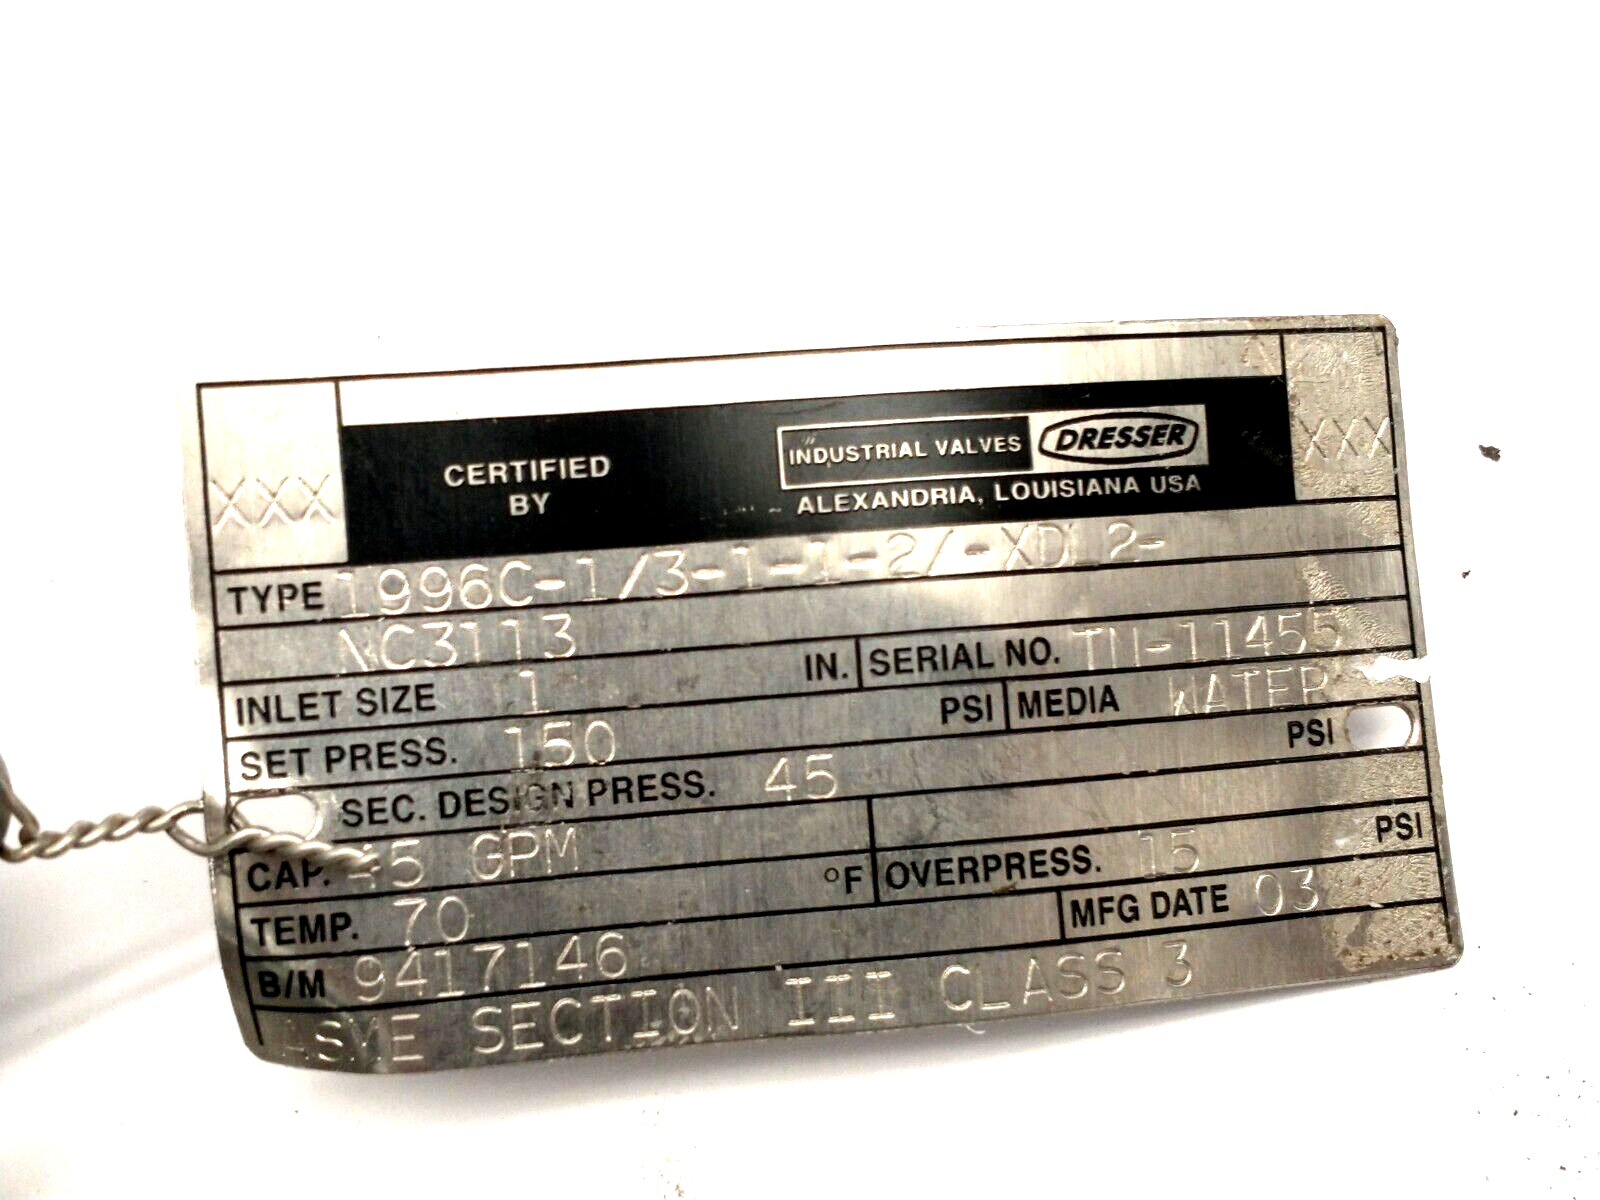 XXX
CERTIFIED
BY
INDUSTRIAL VALVES DRESSER
ALEXANDRIA, LOUISIANA USA
XXX
TYPE 1996C-1/3-1-1-2/-XDL2-
NC3113
INLET SIZE 1 IN. SERIAL NO.
SET PRESS. 150 PSI MEDIA WATER
SEC. DESIGN PRESS. 45 PSI
CAP. 45 GPM
TEMP. 70 °F OVERPRESS. 15 PSI
B/M 9417146 MFG DATE 03
ASME SECTION III CLASS 3